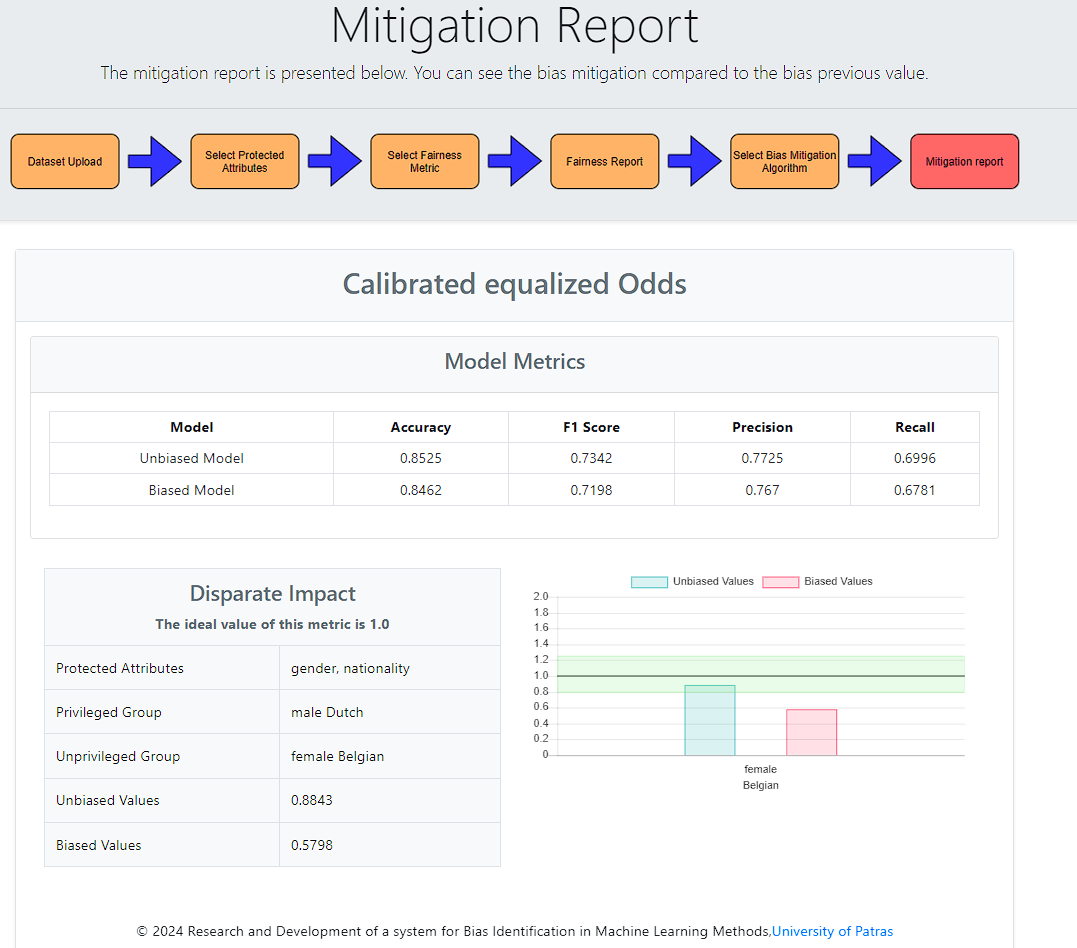 Mitigation Report
The mitigation report is presented below. You can see the bias mitigation compared to the bias previous value.
Dataset Upload
Select Protected
Attributes
Select Fairness
Metric
Fairness Report
Select Bias Mitigation
Algorithm
Mitigation report
Calibrated equalized Odds
Model Metrics
Model Accuracy F1 Score Precision Recall
Unbiased Model 0.8525 0.7342 0.7725 0.6996
Biased Model 0.8462 0.7198 0.767 0.6781
Disparate Impact
The ideal value of this metric is 1.0
Protected Attributes gender, nationality
Privileged Group male Dutch
Unprivileged Group female Belgian
Unbiased Values 0.8843
Biased Values 0.5798
Unbiased Values Biased Values
2.0
1.8
1.6
1.4
1.2
1.0
0.8
0.6
0.4
0.2
0
female
Belgian
© 2024 Research and Development of a system for Bias Identification in Machine Learning Methods,University of Patras